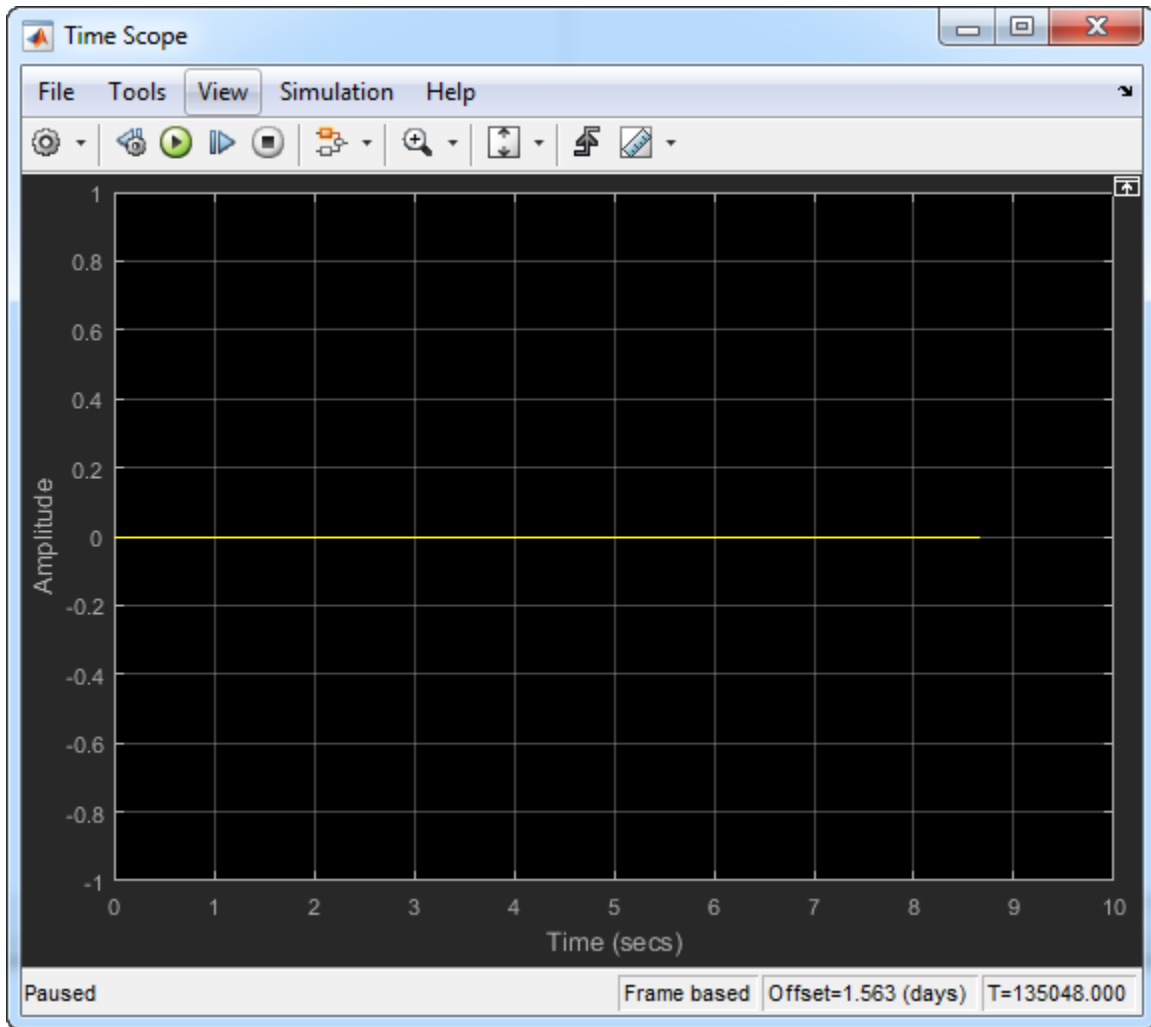 Time Scope
File Tools View Simulation Help
1
0.8
0.6
0.4
0.2
0
-0.2
-0.4
-0.6
-0.8
-1
Amplitude
0 1 2 3 4 5 6 7 8 9 10
Time (secs)
Paused Frame based Offset=1.563 (days) T=135048.000